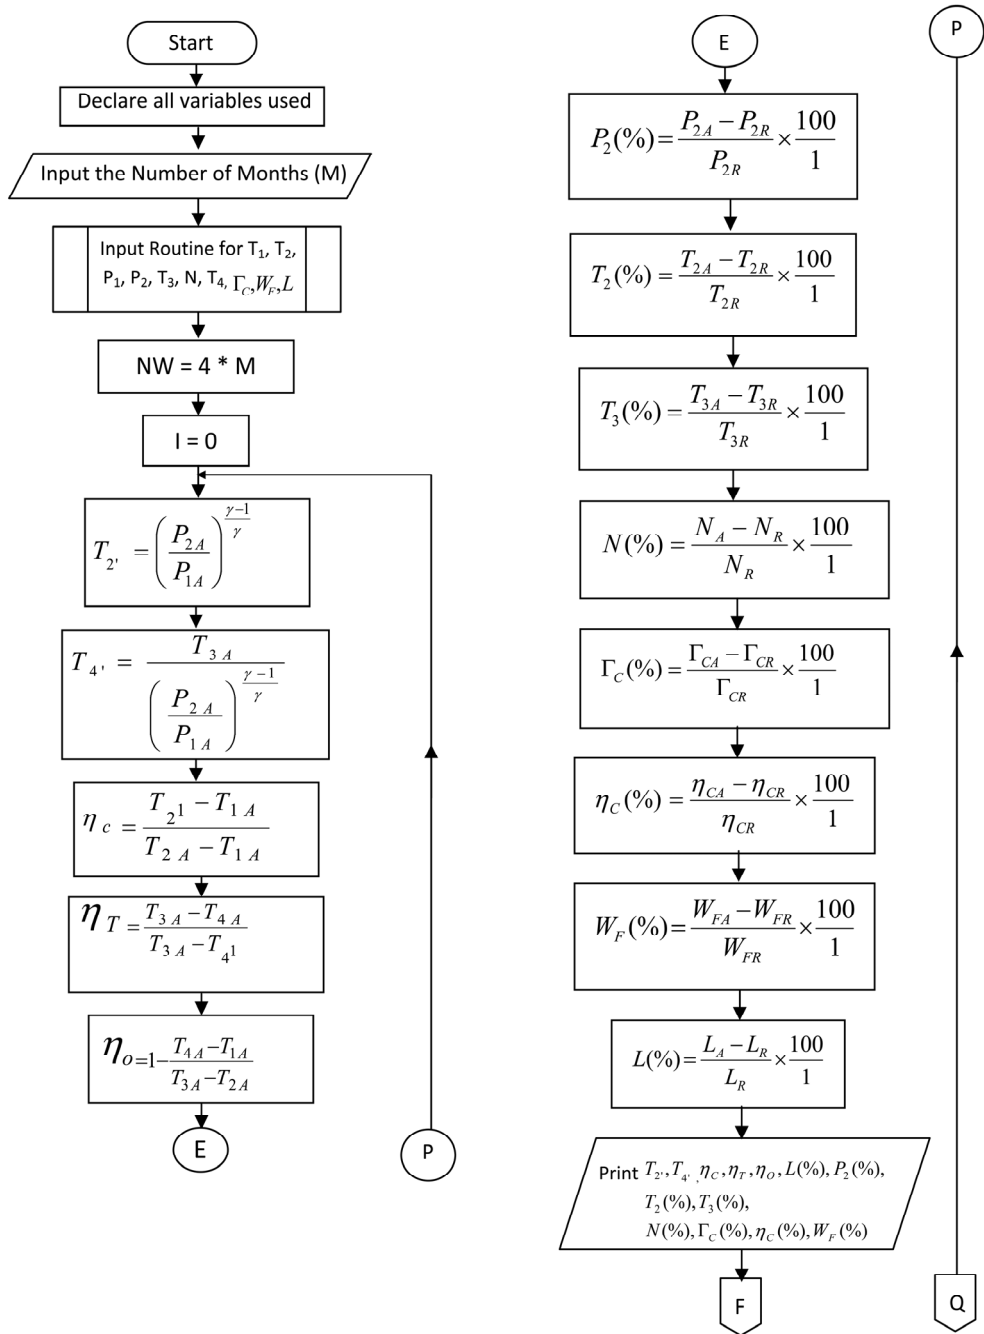 Start
Declare all variables used
Input the Number of Months (M)
Input Routine for T₁, T₂,
P₁, P₂, T₃, N, T₄, Γ_C, W_F, L
NW = 4 * M
I = 0
T_2' = (P_2A / P_1A)^((γ−1)/γ)
T_4' = T_3A / (P_2A / P_1A)^((γ−1)/γ)
η_c = (T_2¹ − T_1A) / (T_2A − T_1A)
η_T = (T_3A − T_4A) / (T_3A − T_4¹)
η_o = 1 − (T_4A − T_1A) / (T_3A − T_2A)
E
P
E
P₂(%) = (P_2A − P_2R) / P_2R × 100/1
T₂(%) = (T_2A − T_2R) / T_2R × 100/1
T₃(%) = (T_3A − T_3R) / T_3R × 100/1
N(%) = (N_A − N_R) / N_R × 100/1
Γ_C(%) = (Γ_CA − Γ_CR) / Γ_CR × 100/1
η_C(%) = (η_CA − η_CR) / η_CR × 100/1
W_F(%) = (W_FA − W_FR) / W_FR × 100/1
L(%) = (L_A − L_R) / L_R × 100/1
Print T_2', T_4', η_C, η_T, η_O, L(%), P₂(%),
T₂(%), T₃(%),
N(%), Γ_C(%), η_C(%), W_F(%)
F
P
Q